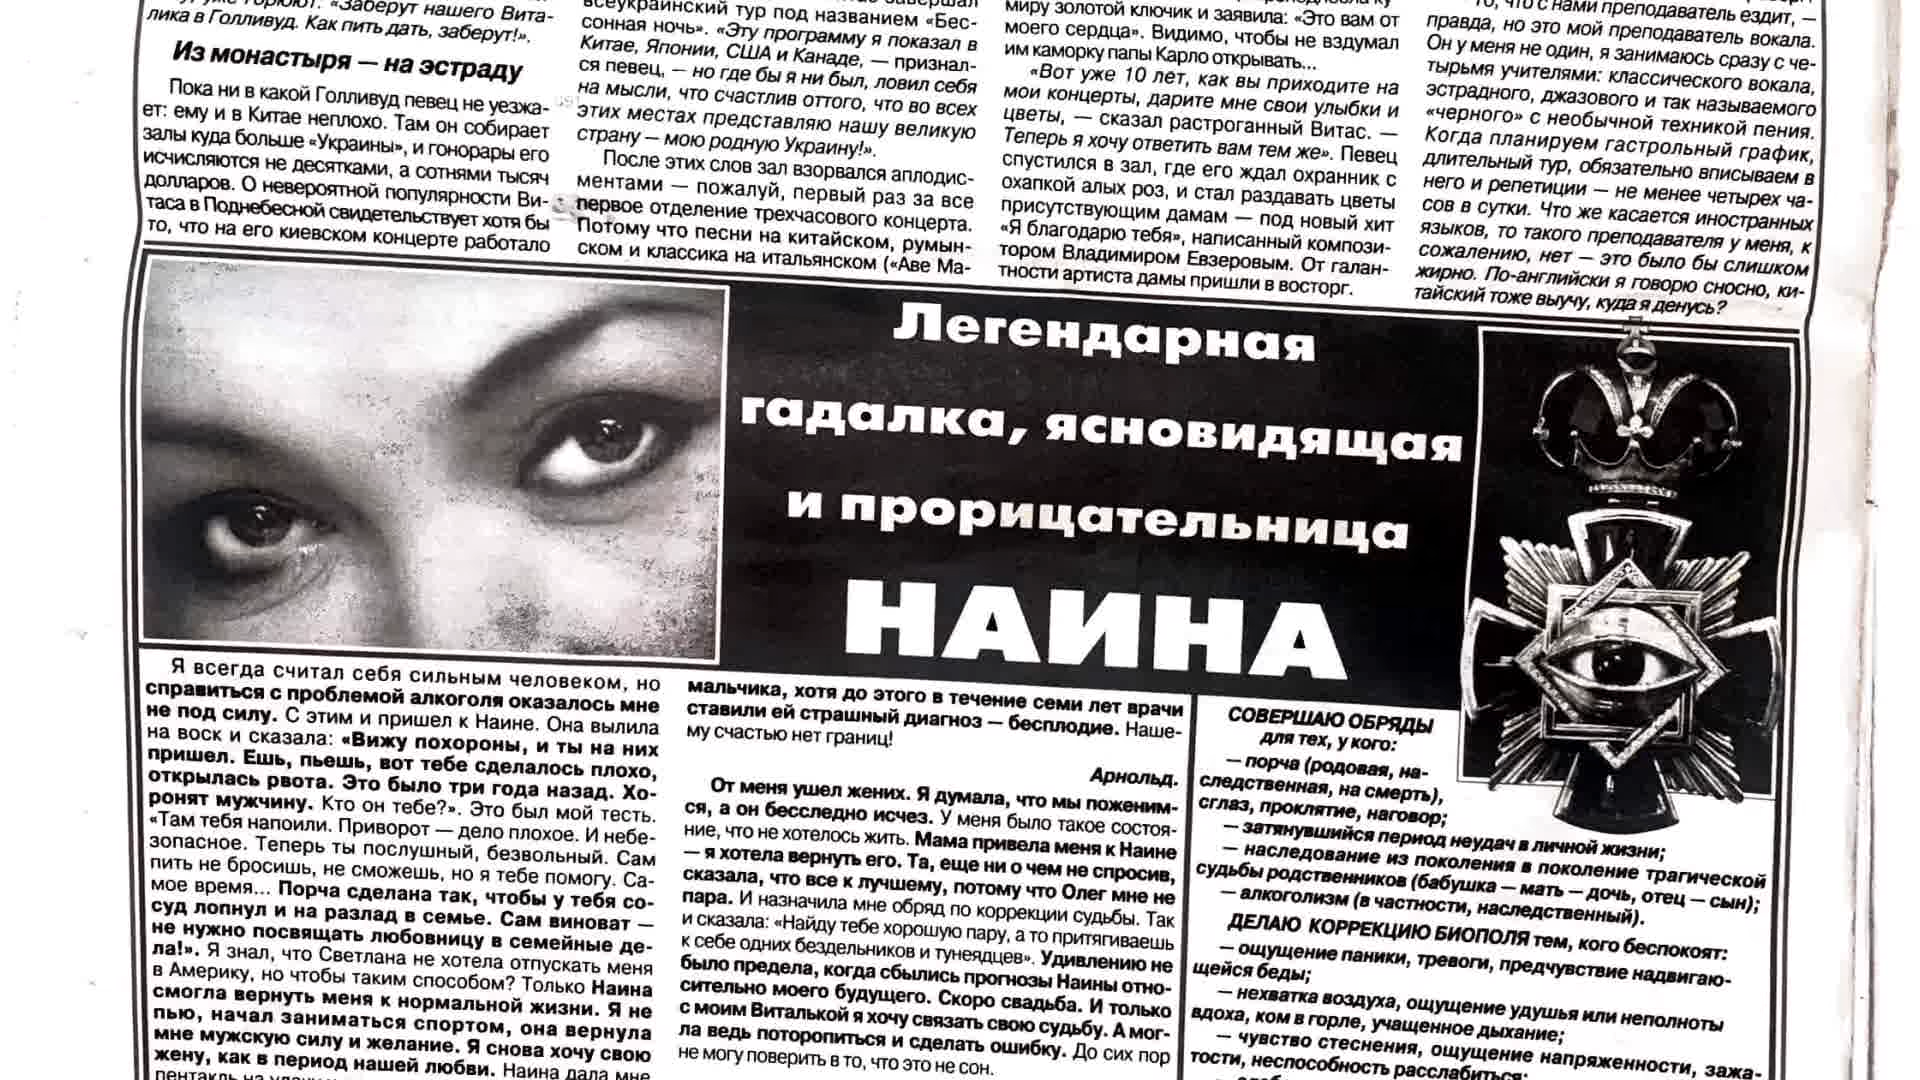 уже горюют: «Заберут нашего Вита-
лика в Голливуд. Как пить дать, заберут!».
Из монастыря — на эстраду
Пока ни в какой Голливуд певец не уезжа-
ет: ему и в Китае неплохо. Там он собирает
залы куда больше «Украины», и гонорары его
исчисляются не десятками, а сотнями тысяч
долларов. О невероятной популярности Ви-
таса в Поднебесной свидетельствует хотя бы
то, что на его киевском концерте работало
завершал
всеукраинский тур под названием «Бес-
сонная ночь». «Эту программу я показал в
Китае, Японии, США и Канаде, — признал-
ся певец, — но где бы я ни был, ловил себя
на мысли, что счастлив оттого, что во всех
этих местах представляю нашу великую
страну — мою родную Украину!».
После этих слов зал взорвался аплодис-
ментами — пожалуй, первый раз за все
первое отделение трехчасового концерта.
Потому что песни на китайском, румын-
ском и классика на итальянском («Аве Ма-
миру золотой ключик и заявила: «Это вам от
моего сердца». Видимо, чтобы не вздумал
им каморку папы Карло открывать...
«Вот уже 10 лет, как вы приходите на
мои концерты, дарите мне свои улыбки и
цветы, — сказал растроганный Витас. —
Теперь я хочу ответить вам тем же». Певец
спустился в зал, где его ждал охранник с
охапкой алых роз, и стал раздавать цветы
присутствующим дамам — под новый хит
«Я благодарю тебя», написанный компози-
тором Владимиром Евзеровым. От галан-
тности артиста дамы пришли в восторг.
То, что с нами преподаватель ездит, —
правда, но это мой преподаватель вокала.
Он у меня не один, я занимаюсь сразу с че-
тырьмя учителями: классического вокала,
эстрадного, джазового и так называемого
«черного» с необычной техникой пения.
Когда планируем гастрольный график,
длительный тур, обязательно вписываем в
него и репетиции — не менее четырех ча-
сов в сутки. Что же касается иностранных
языков, то такого преподавателя у меня, к
сожалению, нет — это было бы слишком
жирно. По-английски я говорю сносно, ки-
тайский тоже выучу, куда я денусь?
Легендарная
гадалка, ясновидящая
и прорицательница
НАИНА
Я всегда считал себя сильным человеком, но
справиться с проблемой алкоголя оказалось мне
не под силу. С этим и пришел к Наине. Она вылила
на воск и сказала: «Вижу похороны, и ты на них
пришел. Ешь, пьешь, вот тебе сделалось плохо,
открылась рвота. Это было три года назад. Хо-
ронят мужчину. Кто он тебе?». Это был мой тесть.
«Там тебя напоили. Приворот — дело плохое. И небе-
зопасное. Теперь ты послушный, безвольный. Сам
пить не бросишь, не сможешь, но я тебе помогу. Са-
мое время... Порча сделана так, чтобы у тебя со-
суд лопнул и на разлад в семье. Сам виноват —
не нужно посвящать любовницу в семейные де-
ла!». Я знал, что Светлана не хотела отпускать меня
в Америку, но чтобы таким способом? Только Наина
смогла вернуть меня к нормальной жизни. Я не
пью, начал заниматься спортом, она вернула
мне мужскую силу и желание. Я снова хочу свою
жену, как в период нашей любви. Наина дала мне
пентакль на
мальчика, хотя до этого в течение семи лет врачи
ставили ей страшный диагноз — бесплодие. Наше-
му счастью нет границ!
Арнольд.
От меня ушел жених. Я думала, что мы поженим-
ся, а он бесследно исчез. У меня было такое состоя-
ние, что не хотелось жить. Мама привела меня к Наине
— я хотела вернуть его. Та, еще ни о чем не спросив,
сказала, что все к лучшему, потому что Олег мне не
пара. И назначила мне обряд по коррекции судьбы. Так
и сказала: «Найду тебе хорошую пару, а то притягиваешь
к себе одних бездельников и тунеядцев». Удивлению не
было предела, когда сбылись прогнозы Наины отно-
сительно моего будущего. Скоро свадьба. И только
с моим Виталькой я хочу связать свою судьбу. А мог-
ла ведь поторопиться и сделать ошибку. До сих пор
не могу поверить в то, что это не сон.
СОВЕРШАЮ ОБРЯДЫ
для тех, у кого:
— порча (родовая, на-
следственная, на смерть),
сглаз, проклятие, наговор;
— затянувшийся период неудач в личной жизни;
— наследование из поколения в поколение трагической
судьбы родственников (бабушка — мать — дочь, отец — сын);
— алкоголизм (в частности, наследственный).
ДЕЛАЮ КОРРЕКЦИЮ БИОПОЛЯ тем, кого беспокоят:
— ощущение паники, тревоги, предчувствие надвигаю-
щейся беды;
— нехватка воздуха, ощущение удушья или неполноты
вдоха, ком в горле, учащенное дыхание;
— чувство стеснения, ощущение напряженности, зажа-
тости, неспособность расслабиться;